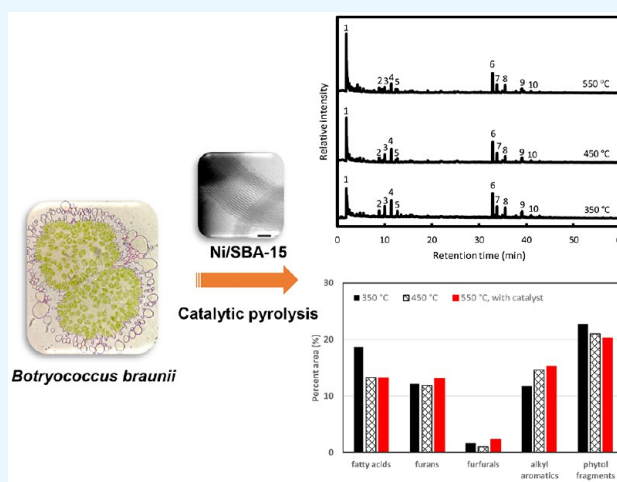 1
2 3 4 5
6
7 8 9 10
550 °C
1
2 3 4 5
6
7 8 9 10
450 °C
1
2 3 4 5
6
7 8 9 10
350 °C
Relative intensity
0 10 20 30 40 50
Retention time (min)
Ni/SBA-15
Catalytic pyrolysis
Botryococcus braunii
350 °C 450 °C 550 °C, with catalyst
Percent area (%)
30
20
10
0
fatty acids furans furfurals alkyl aromatics phytol fragments